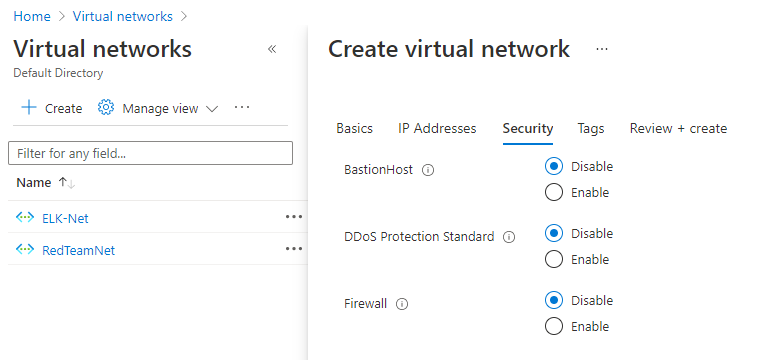 Home > Virtual networks >
Virtual networks «
Default Directory
+ Create Manage view ...
Filter for any field...
Name ↑↓
ELK-Net ...
RedTeamNet ...
Create virtual network ...
Basics IP Addresses Security Tags Review + create
BastionHost Disable
Enable
DDoS Protection Standard Disable
Enable
Firewall Disable
Enable